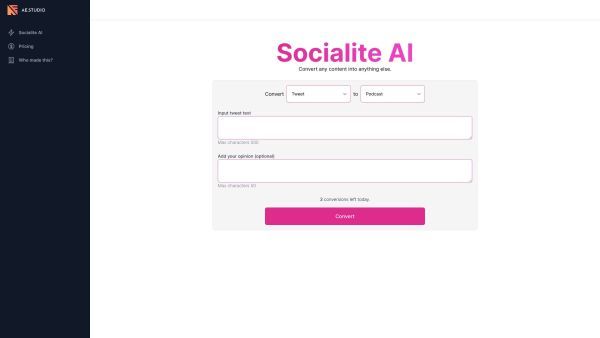 AE.STUDIO
Socialite AI
Pricing
Who made this?
Socialite AI
Convert any content into anything else.
Convert Tweet to Podcast
Input tweet text
Max characters 500
Add your opinion (optional)
Max characters 50
3 conversions left today.
Convert